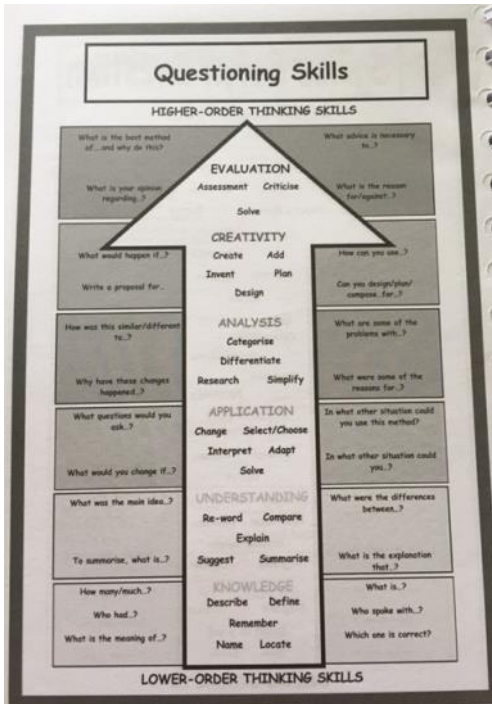 Questioning Skills
HIGHER-ORDER THINKING SKILLS
What is the best method
of....and why do this?
What is your opinion
regarding..?
EVALUATION
Assessment Criticise
Solve
What advice is necessary
to..?
What is the reason
for/against..?
What would happen if..?
Write a proposal for..
CREATIVITY
Create Add
Invent Plan
Design
How can you use..?
Can you design/plan/
compose..for..?
How was this similar/different
to..?
Why have these changes
happened..?
ANALYSIS
Categorise
Differentiate
Research Simplify
What are some of the
problems with..?
What were some of the
reasons for..?
What questions would you
ask..?
What would you change if..?
APPLICATION
Change Select/Choose
Interpret Adapt
Solve
In what other situation could
you use this method?
In what other situation could
you..?
What was the main idea..?
To summarise, what is..?
UNDERSTANDING
Re-word Compare
Explain
Suggest Summarise
What were the differences
between..?
What is the explanation
that..?
How many/much..?
Who had..?
What is the meaning of..?
KNOWLEDGE
Describe Define
Remember
Name Locate
What is..?
Who spoke with..?
Which one is correct?
LOWER-ORDER THINKING SKILLS